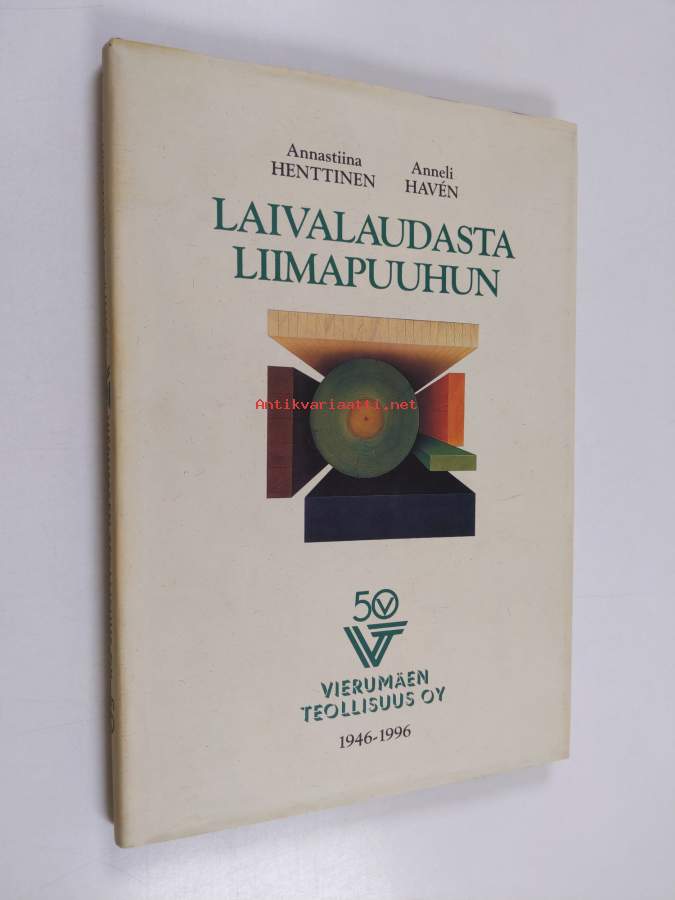 Annastiina
HENTTINEN
Anneli
HAVÉN
LAIVALAUDASTA
LIIMAPUUHUN
Antikvariaatti.net
50
VIERUMÄEN
TEOLLISUUS OY
1946-1996